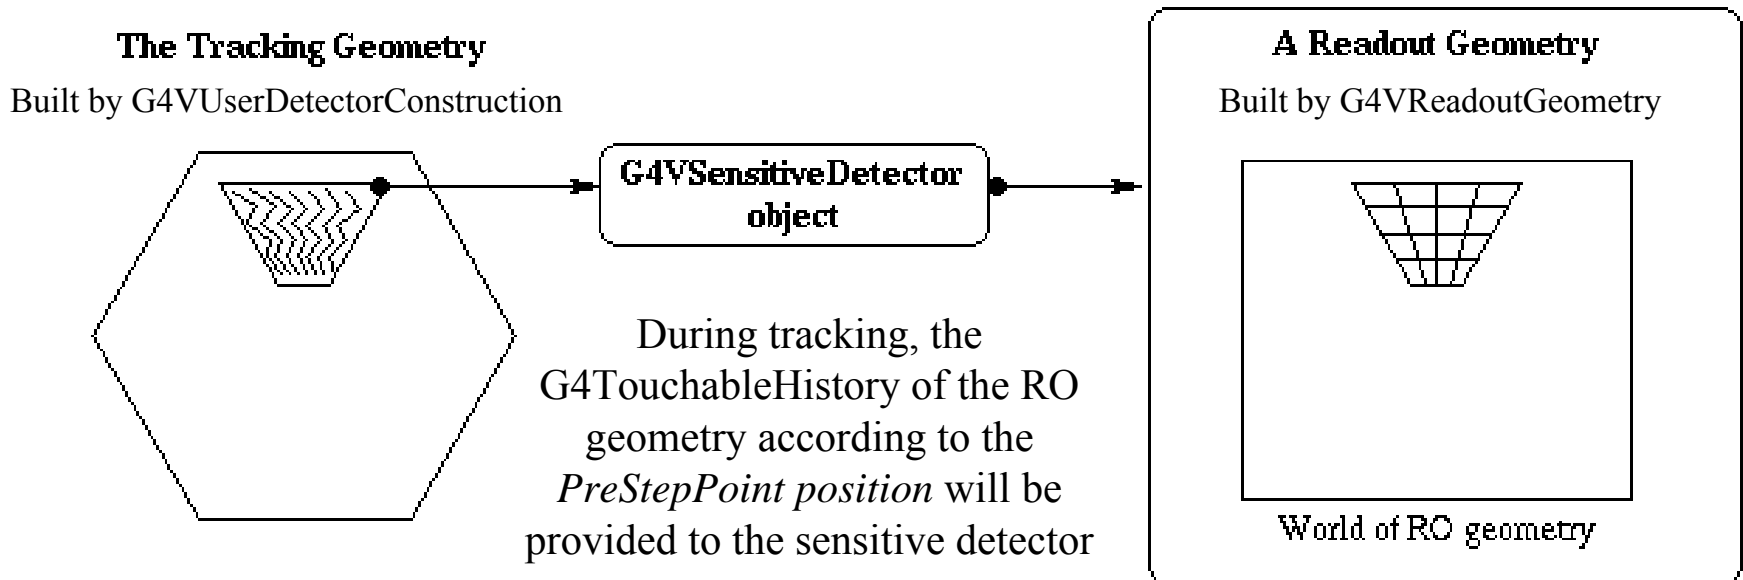 The Tracking Geometry
Built by G4VUserDetectorConstruction
G4VSensitiveDetector
object
During tracking, the
G4TouchableHistory of the RO
geometry according to the
PreStepPoint position will be
provided to the sensitive detector
A Readout Geometry
Built by G4VReadoutGeometry
World of RO geometry